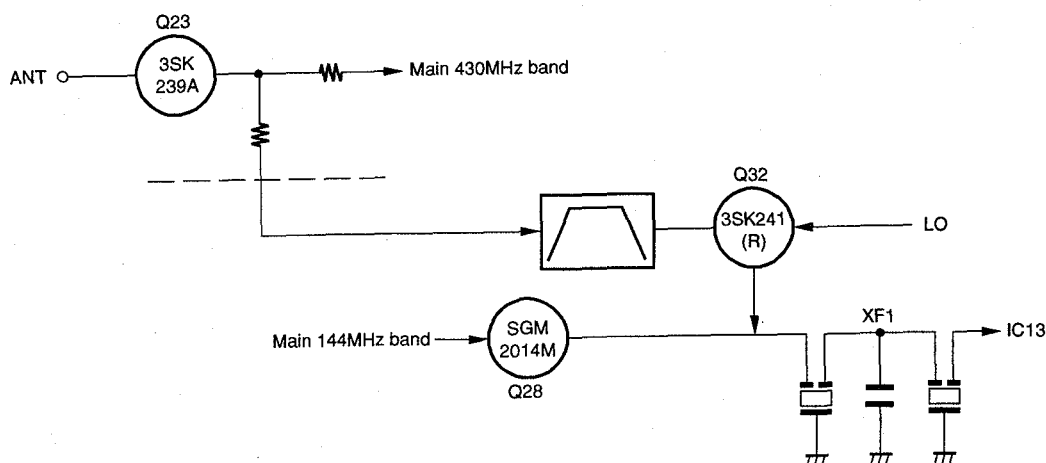 Q23
ANT
3SK
239A
Main 430MHz band
Q32
3SK241
(R)
LO
Main 144MHz band
SGM
2014M
Q28
XF1
IC13